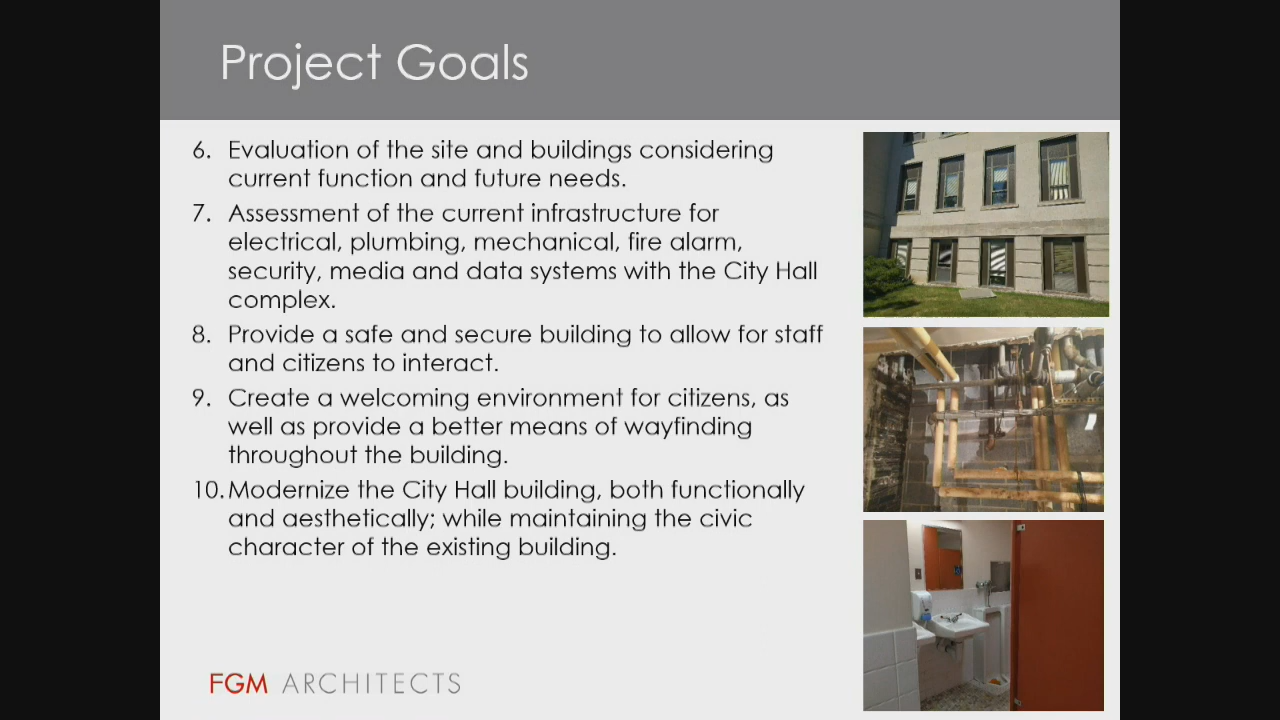 Project Goals
6. Evaluation of the site and buildings considering
current function and future needs.
7. Assessment of the current infrastructure for
electrical, plumbing, mechanical, fire alarm,
security, media and data systems with the City Hall
complex.
8. Provide a safe and secure building to allow for staff
and citizens to interact.
9. Create a welcoming environment for citizens, as
well as provide a better means of wayfinding
throughout the building.
10. Modernize the City Hall building, both functionally
and aesthetically; while maintaining the civic
character of the existing building.
FGM ARCHITECTS